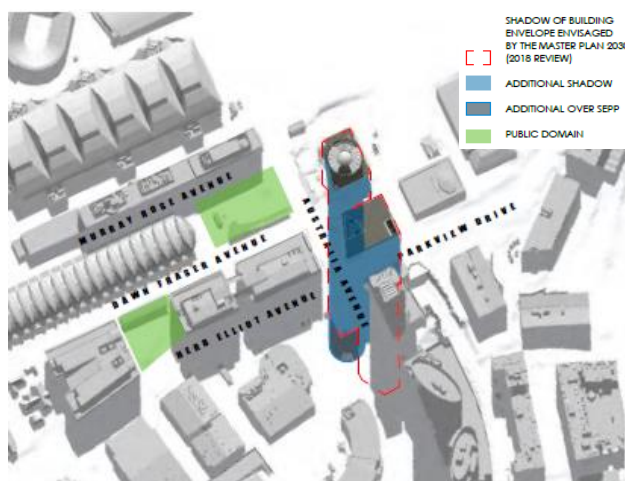 SHADOW OF BUILDING
ENVELOPE ENVISAGED
BY THE MASTER PLAN 2030
(2018 REVIEW)
ADDITIONAL SHADOW
ADDITIONAL OVER SEPP
PUBLIC DOMAIN
MURRAY ROSE AVENUE
AUSTRALIA AVENUE
PARKVIEW DRIVE
DAWN FRASER AVENUE
HERB ELLIOT AVENUE